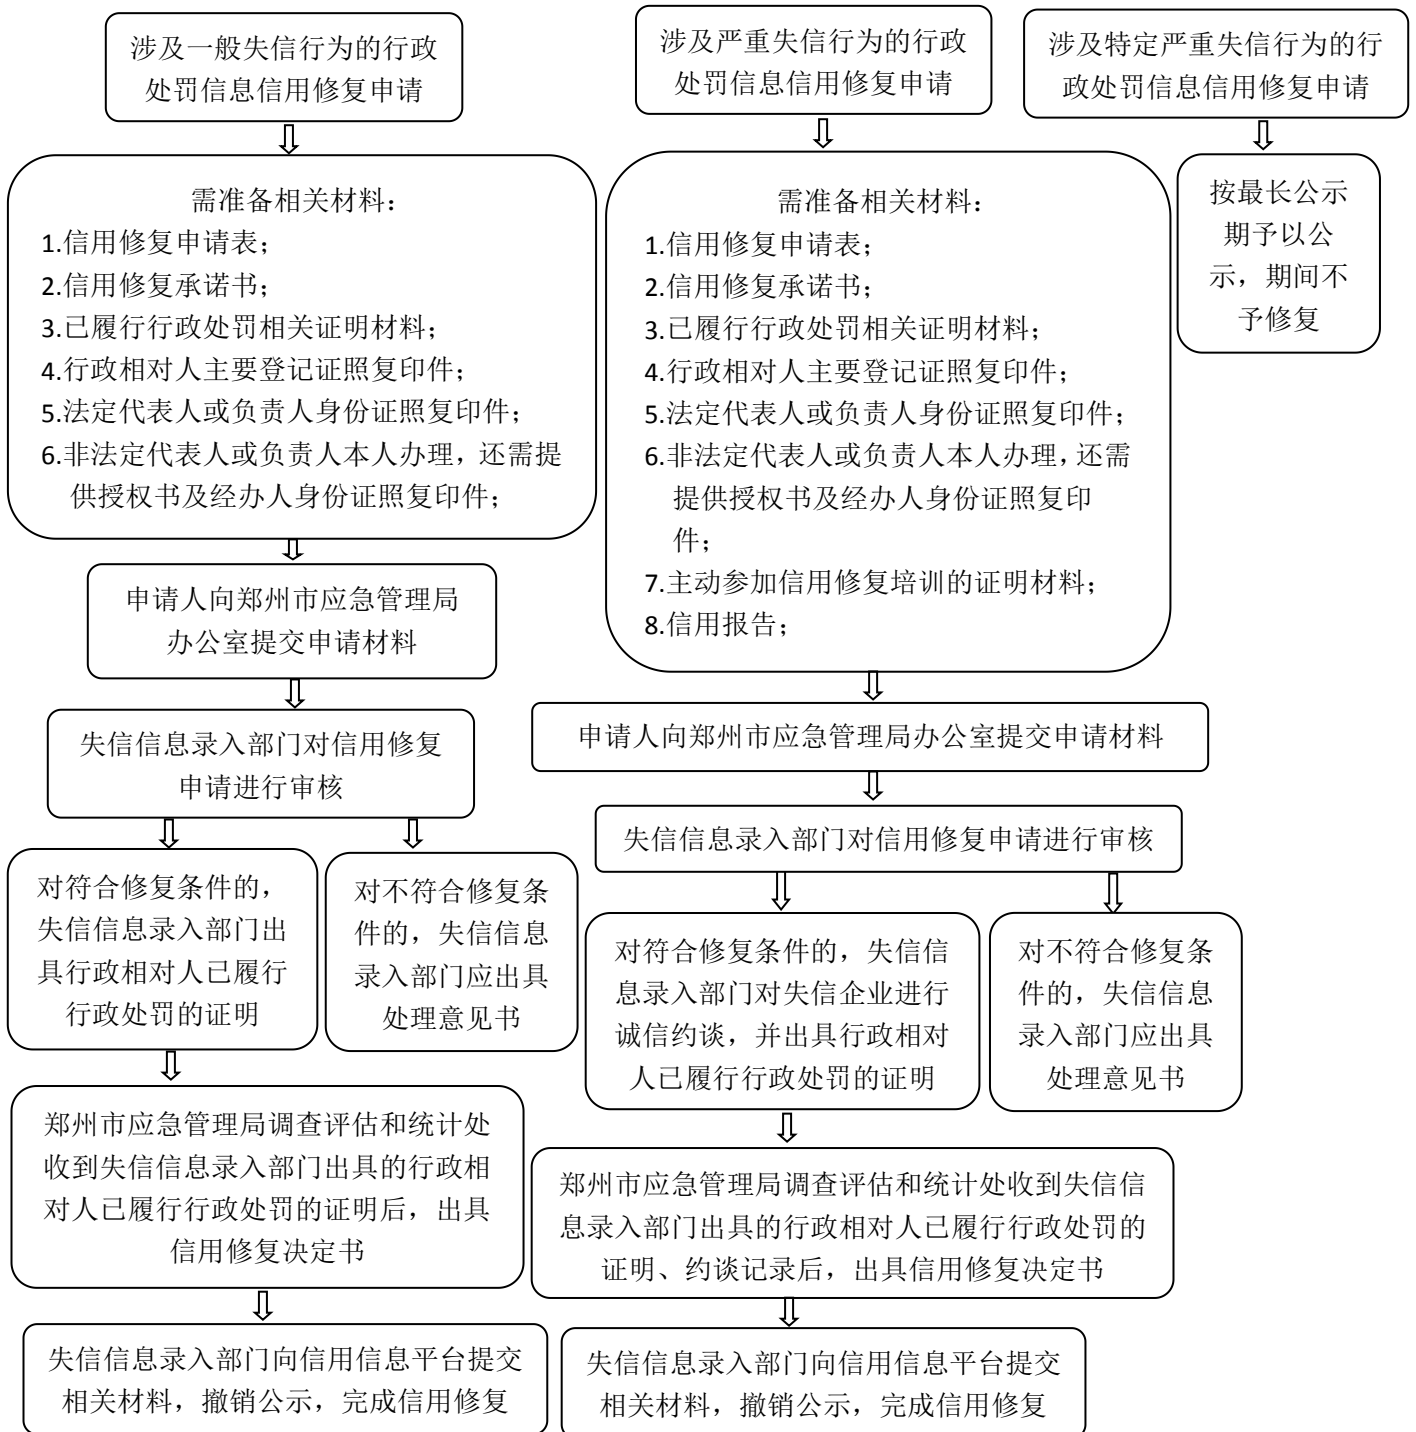 涉及一般失信行为的行政
处罚信息信用修复申请
需准备相关材料：
1.信用修复申请表；
2.信用修复承诺书；
3.已履行行政处罚相关证明材料；
4.行政相对人主要登记证照复印件；
5.法定代表人或负责人身份证照复印件；
6.非法定代表人或负责人本人办理，还需提
供授权书及经办人身份证照复印件；
申请人向郑州市应急管理局
办公室提交申请材料
失信信息录入部门对信用修复
申请进行审核
对符合修复条件的，
失信信息录入部门出
具行政相对人已履行
行政处罚的证明
对不符合修复条
件的，失信信息
录入部门应出具
处理意见书
郑州市应急管理局调查评估和统计处
收到失信信息录入部门出具的行政相
对人已履行行政处罚的证明后，出具
信用修复决定书
失信信息录入部门向信用信息平台提交
相关材料，撤销公示，完成信用修复
涉及严重失信行为的行政
处罚信息信用修复申请
需准备相关材料：
1.信用修复申请表；
2.信用修复承诺书；
3.已履行行政处罚相关证明材料；
4.行政相对人主要登记证照复印件；
5.法定代表人或负责人身份证照复印件；
6.非法定代表人或负责人本人办理，还需
提供授权书及经办人身份证照复印
件；
7.主动参加信用修复培训的证明材料；
8.信用报告；
申请人向郑州市应急管理局办公室提交申请材料
失信信息录入部门对信用修复申请进行审核
对符合修复条件的，失信信
息录入部门对失信企业进行
诚信约谈，并出具行政相对
人已履行行政处罚的证明
对不符合修复条
件的，失信信息
录入部门应出具
处理意见书
郑州市应急管理局调查评估和统计处收到失信信
息录入部门出具的行政相对人已履行行政处罚的
证明、约谈记录后，出具信用修复决定书
失信信息录入部门向信用信息平台提交
相关材料，撤销公示，完成信用修复
涉及特定严重失信行为的行
政处罚信息信用修复申请
按最长公示
期予以公
示，期间不
予修复